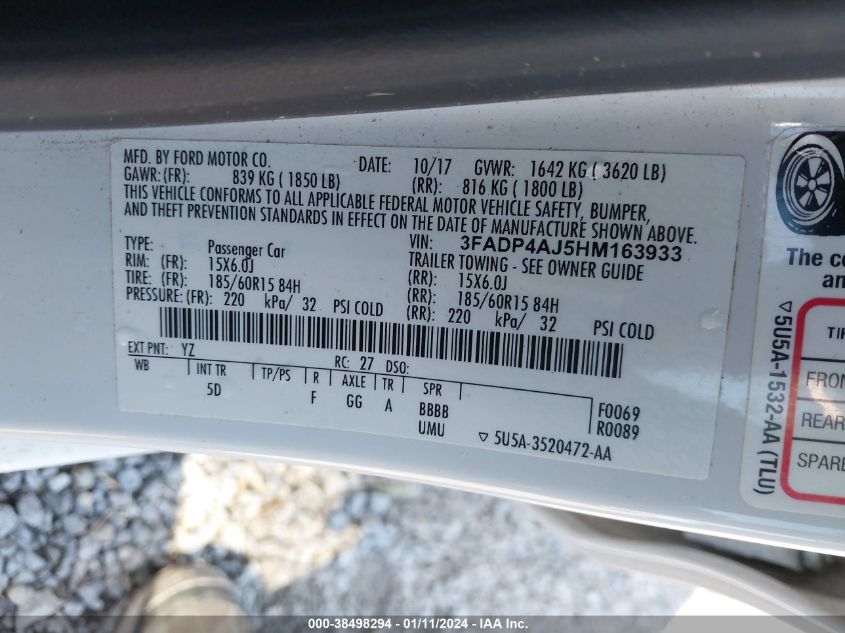 MFD. BY FORD MOTOR CO. DATE: 10/17 GVWR: 1642 KG ( 3620 LB)
GAWR: (FR): 839 KG ( 1850 LB) (RR): 816 KG ( 1800 LB)
THIS VEHICLE CONFORMS TO ALL APPLICABLE FEDERAL MOTOR VEHICLE SAFETY, BUMPER,
AND THEFT PREVENTION STANDARDS IN EFFECT ON THE DATE OF MANUFACTURE SHOWN ABOVE.
VIN: 3FADP4AJ5HM163933
TYPE: Passenger Car TRAILER TOWING - SEE OWNER GUIDE
RIM: (FR): 15X6.0J (RR): 15X6.0J
TIRE: (FR): 185/60R15 84H (RR): 185/60R15 84H
PRESSURE: (FR): 220 kPa/ 32 PSI COLD (RR): 220 kPa/ 32 PSI COLD
EXT PNT: YZ RC: 27 DSO:
WB INT TR TP/PS R AXLE TR SPR
5D F GG A BBBB F0069
UMU R0089
▽ 5U5A-3520472-AA
The co
an
TI
FRON
REAR
SPARE
▽5U5A-1532-AA (TLU)
000-38498294 - 01/11/2024 - IAA Inc.